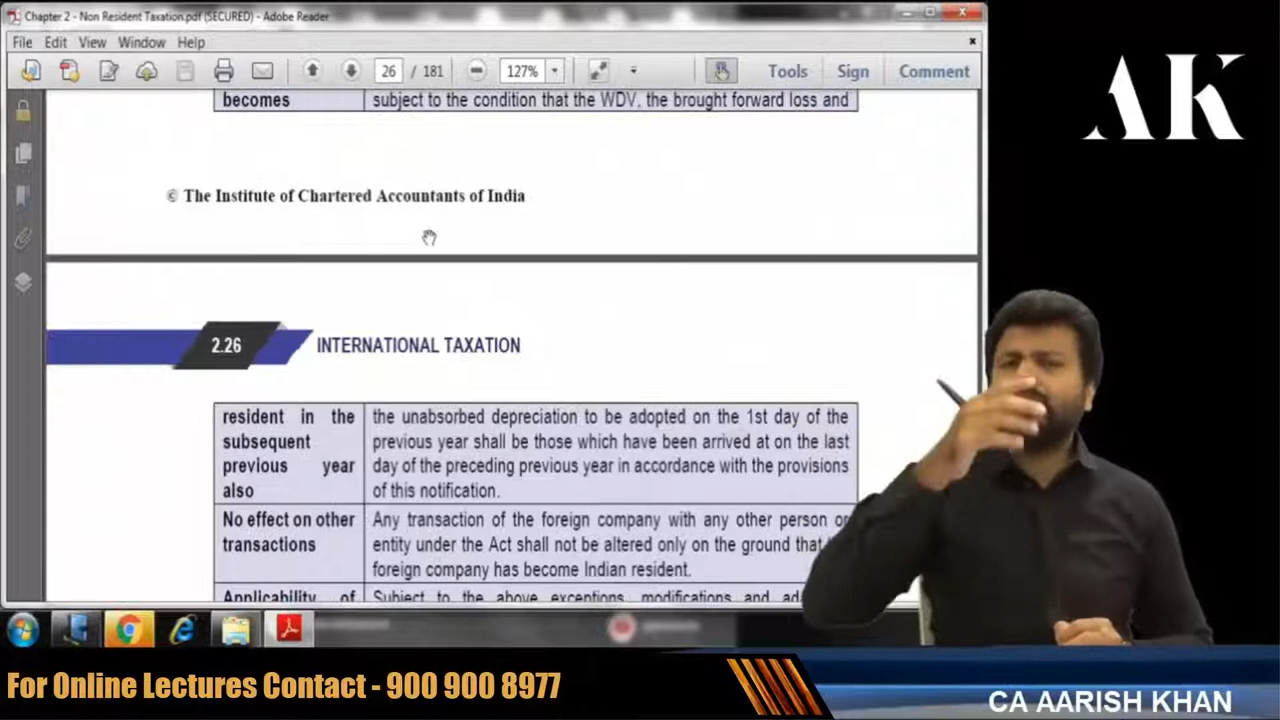 Chapter 2 - Non Resident Taxation.pdf (SECURED) - Adobe Reader
File Edit View Window Help
26 / 181 127% Tools Sign Comment
AK
becomes subject to the condition that the WDV, the brought forward loss and
© The Institute of Chartered Accountants of India
2.26 INTERNATIONAL TAXATION
resident in the the unabsorbed depreciation to be adopted on the 1st day of the
subsequent previous year shall be those which have been arrived at on the last
previous year day of the preceding previous year in accordance with the provisions
also of this notification.
No effect on other Any transaction of the foreign company with any other person or
transactions entity under the Act shall not be altered only on the ground that
foreign company has become Indian resident.
Applicability of Subject to the above exceptions, modifications and
For Online Lectures Contact - 900 900 8977
CA AARISH KHAN